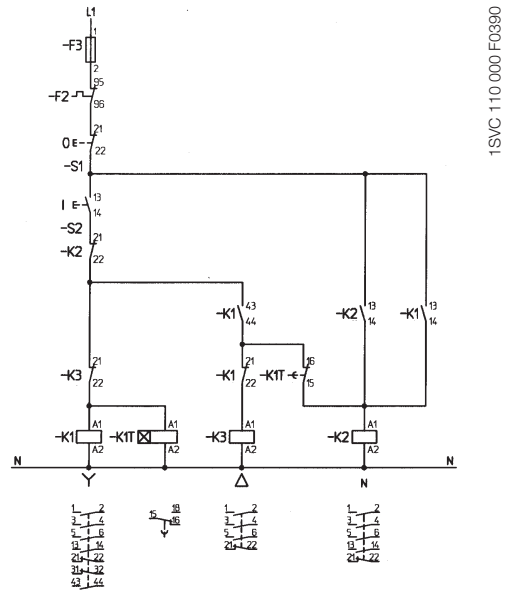 L1
1SVC 110 000 F0390
1
-F3
2
95
-F2
96
21
O E--
22
-S1
13
I E--
14
-S2
21
-K2
22
43
-K1
44
13
-K2
14
13
-K1
14
21
-K3
22
21
-K1
22
16
-K1T
15
A1
-K1
A2
A1
-K1T
A2
A1
-K3
A2
A1
-K2
A2
N
N
Y
Δ
N
1 2
3 4
5 6
13 14
21 22
31 32
43 44
18
15 16
1 2
3 4
5 6
21 22
1 2
3 4
5 6
13 14
21 22